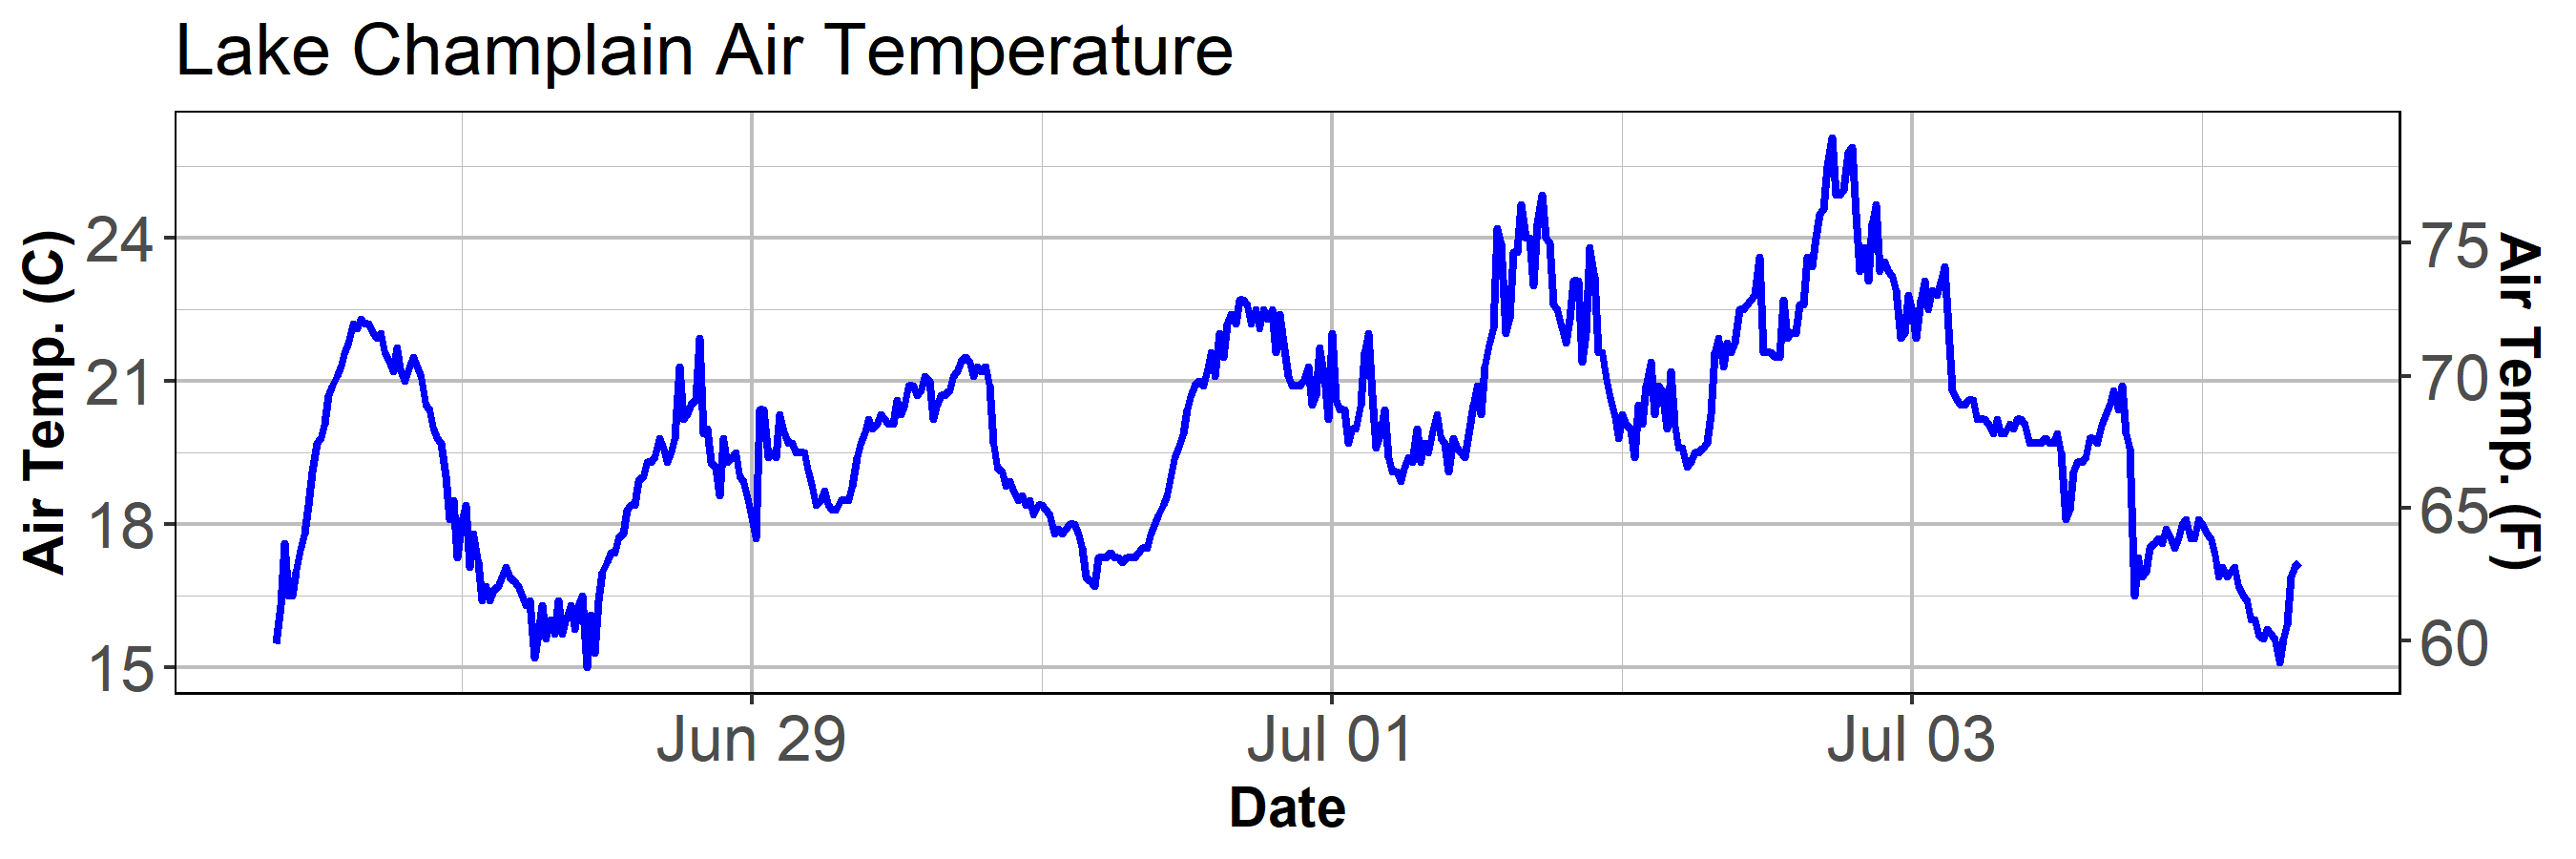 Lake Champlain Air Temperature
Air Temp. (C)
24
21
18
15
75
70
65
60
Air Temp. (F)
Jun 29
Jul 01
Jul 03
Date